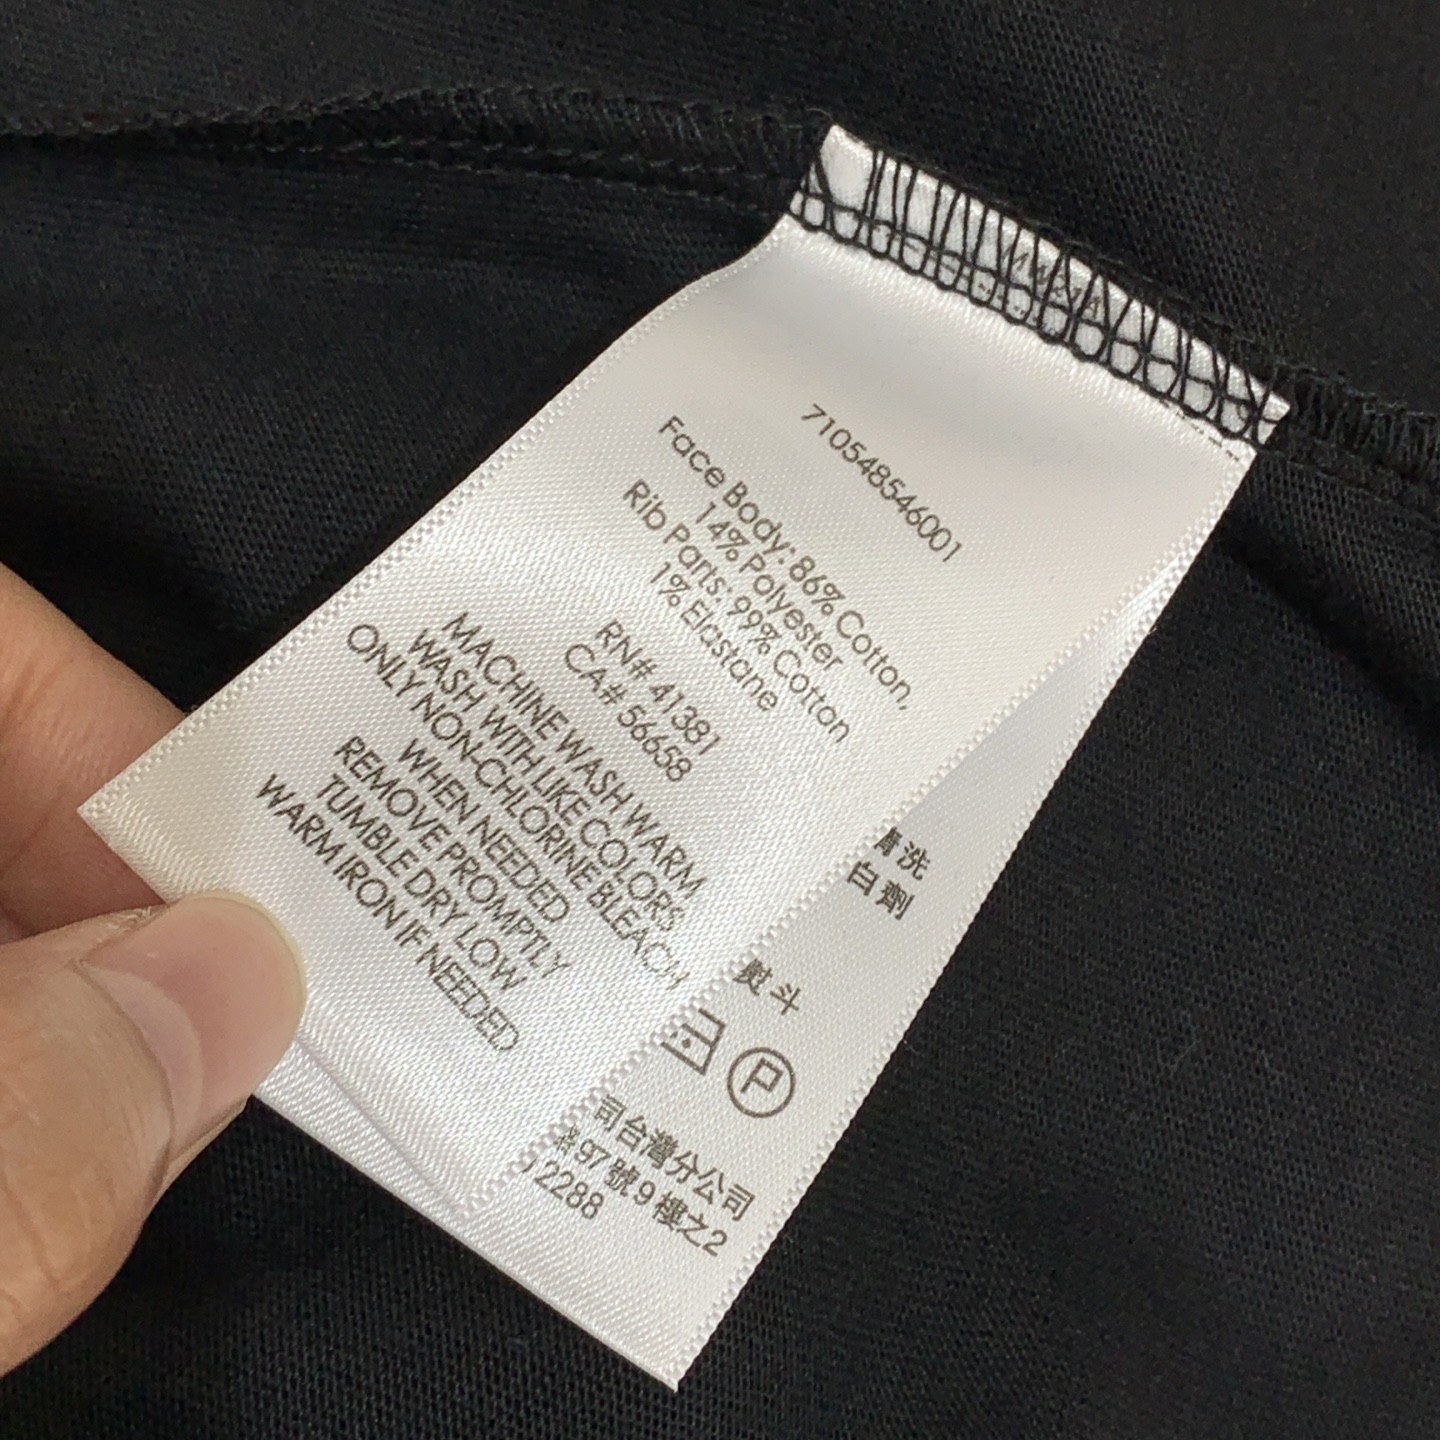 710548546001
Face Body: 86% Cotton,
14% Polyester
Rib Parts: 99% Cotton
1% Elastane
RN# 41381
CA# 56658
MACHINE WASH WARM
WASH WITH LIKE COLORS
ONLY NON-CHLORINE BLEACH
WHEN NEEDED
REMOVE PROMPTLY
TUMBLE DRY LOW
WARM IRON IF NEEDED
洗
白劑
熨斗
P
司台灣分公司
97號9樓之2
2288